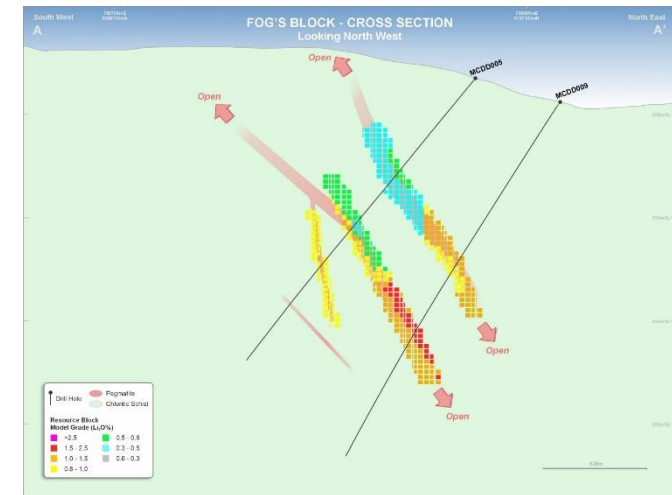 South West
A
FOG'S BLOCK - CROSS SECTION
Looking North West
North East
A'
Open
Open
MCDD005
MCDD009
Open
Open
Drill Hole
Pegmatite
Chloritic Schist
Resource Block
Model Grade (Li₂O%)
>2.5
1.5 - 2.5
1.0 - 1.5
0.8 - 1.0
0.5 - 0.8
0.3 - 0.5
0.0 - 0.3